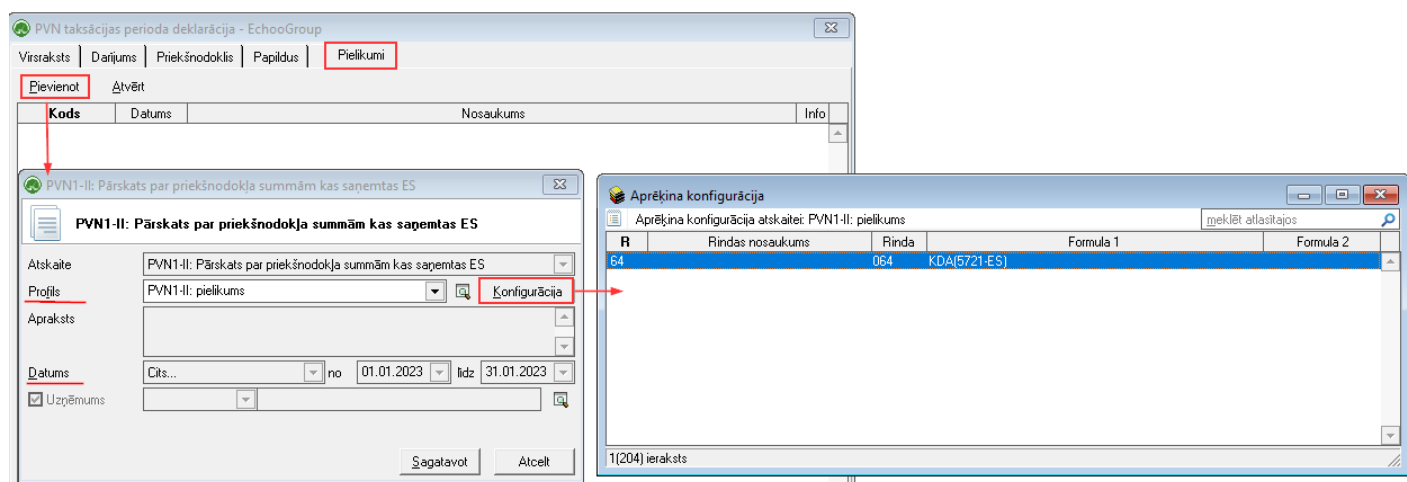 PVN taksācijas perioda deklarācija - EchooGroup
Virsraksts Darījums Priekšnodoklis Papildus Pielikumi
Pievienot Atvērt
Kods Datums Nosaukums Info
PVN1-II: Pārskats par priekšnodokļa summām kas saņemtas ES
PVN1-II: Pārskats par priekšnodokļa summām kas saņemtas ES
Atskaite PVN1-II: Pārskats par priekšnodokļa summām kas saņemtas ES
Profils PVN1-II: pielikums Konfigurācija
Apraksts
Datums Cits... no 01.01.2023 līdz 31.01.2023
Uzņēmums
Sagatavot Atcelt
Aprēķina konfigurācija
Aprēķina konfigurācija atskaitei: PVN1-II: pielikums meklēt atlasītajos
R Rindas nosaukums Rinda Formula 1 Formula 2
64 064 KDA(5721-ES)
1(204) ieraksts